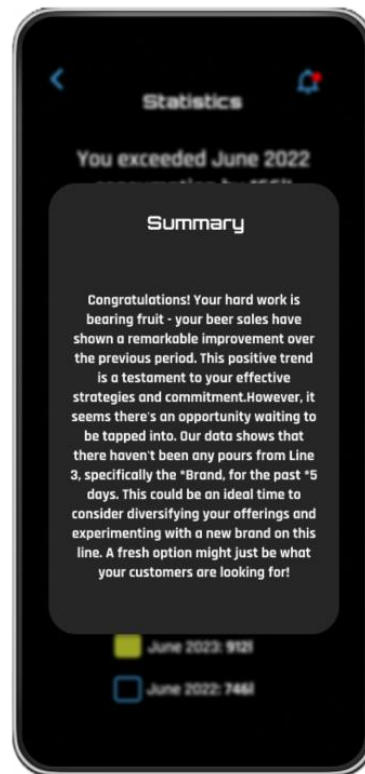 Statistics
You exceeded June 2022
Summary
Congratulations! Your hard work is
bearing fruit - your beer sales have
shown a remarkable improvement over
the previous period. This positive trend
is a testament to your effective
strategies and commitment.However, it
seems there's an opportunity waiting to
be tapped into. Our data shows that
there haven't been any pours from Line
3, specifically the *Brand, for the past *5
days. This could be an ideal time to
consider diversifying your offerings and
experimenting with a new brand on this
line. A fresh option might just be what
your customers are looking for!
June 2023: 912l
June 2022: 746l